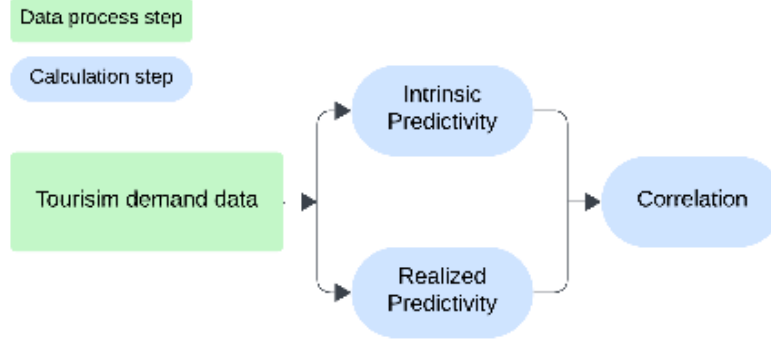 Data process step
Calculation step
Intrinsic
Predictivity
Tourisim demand data
Correlation
Realized
Predictivity